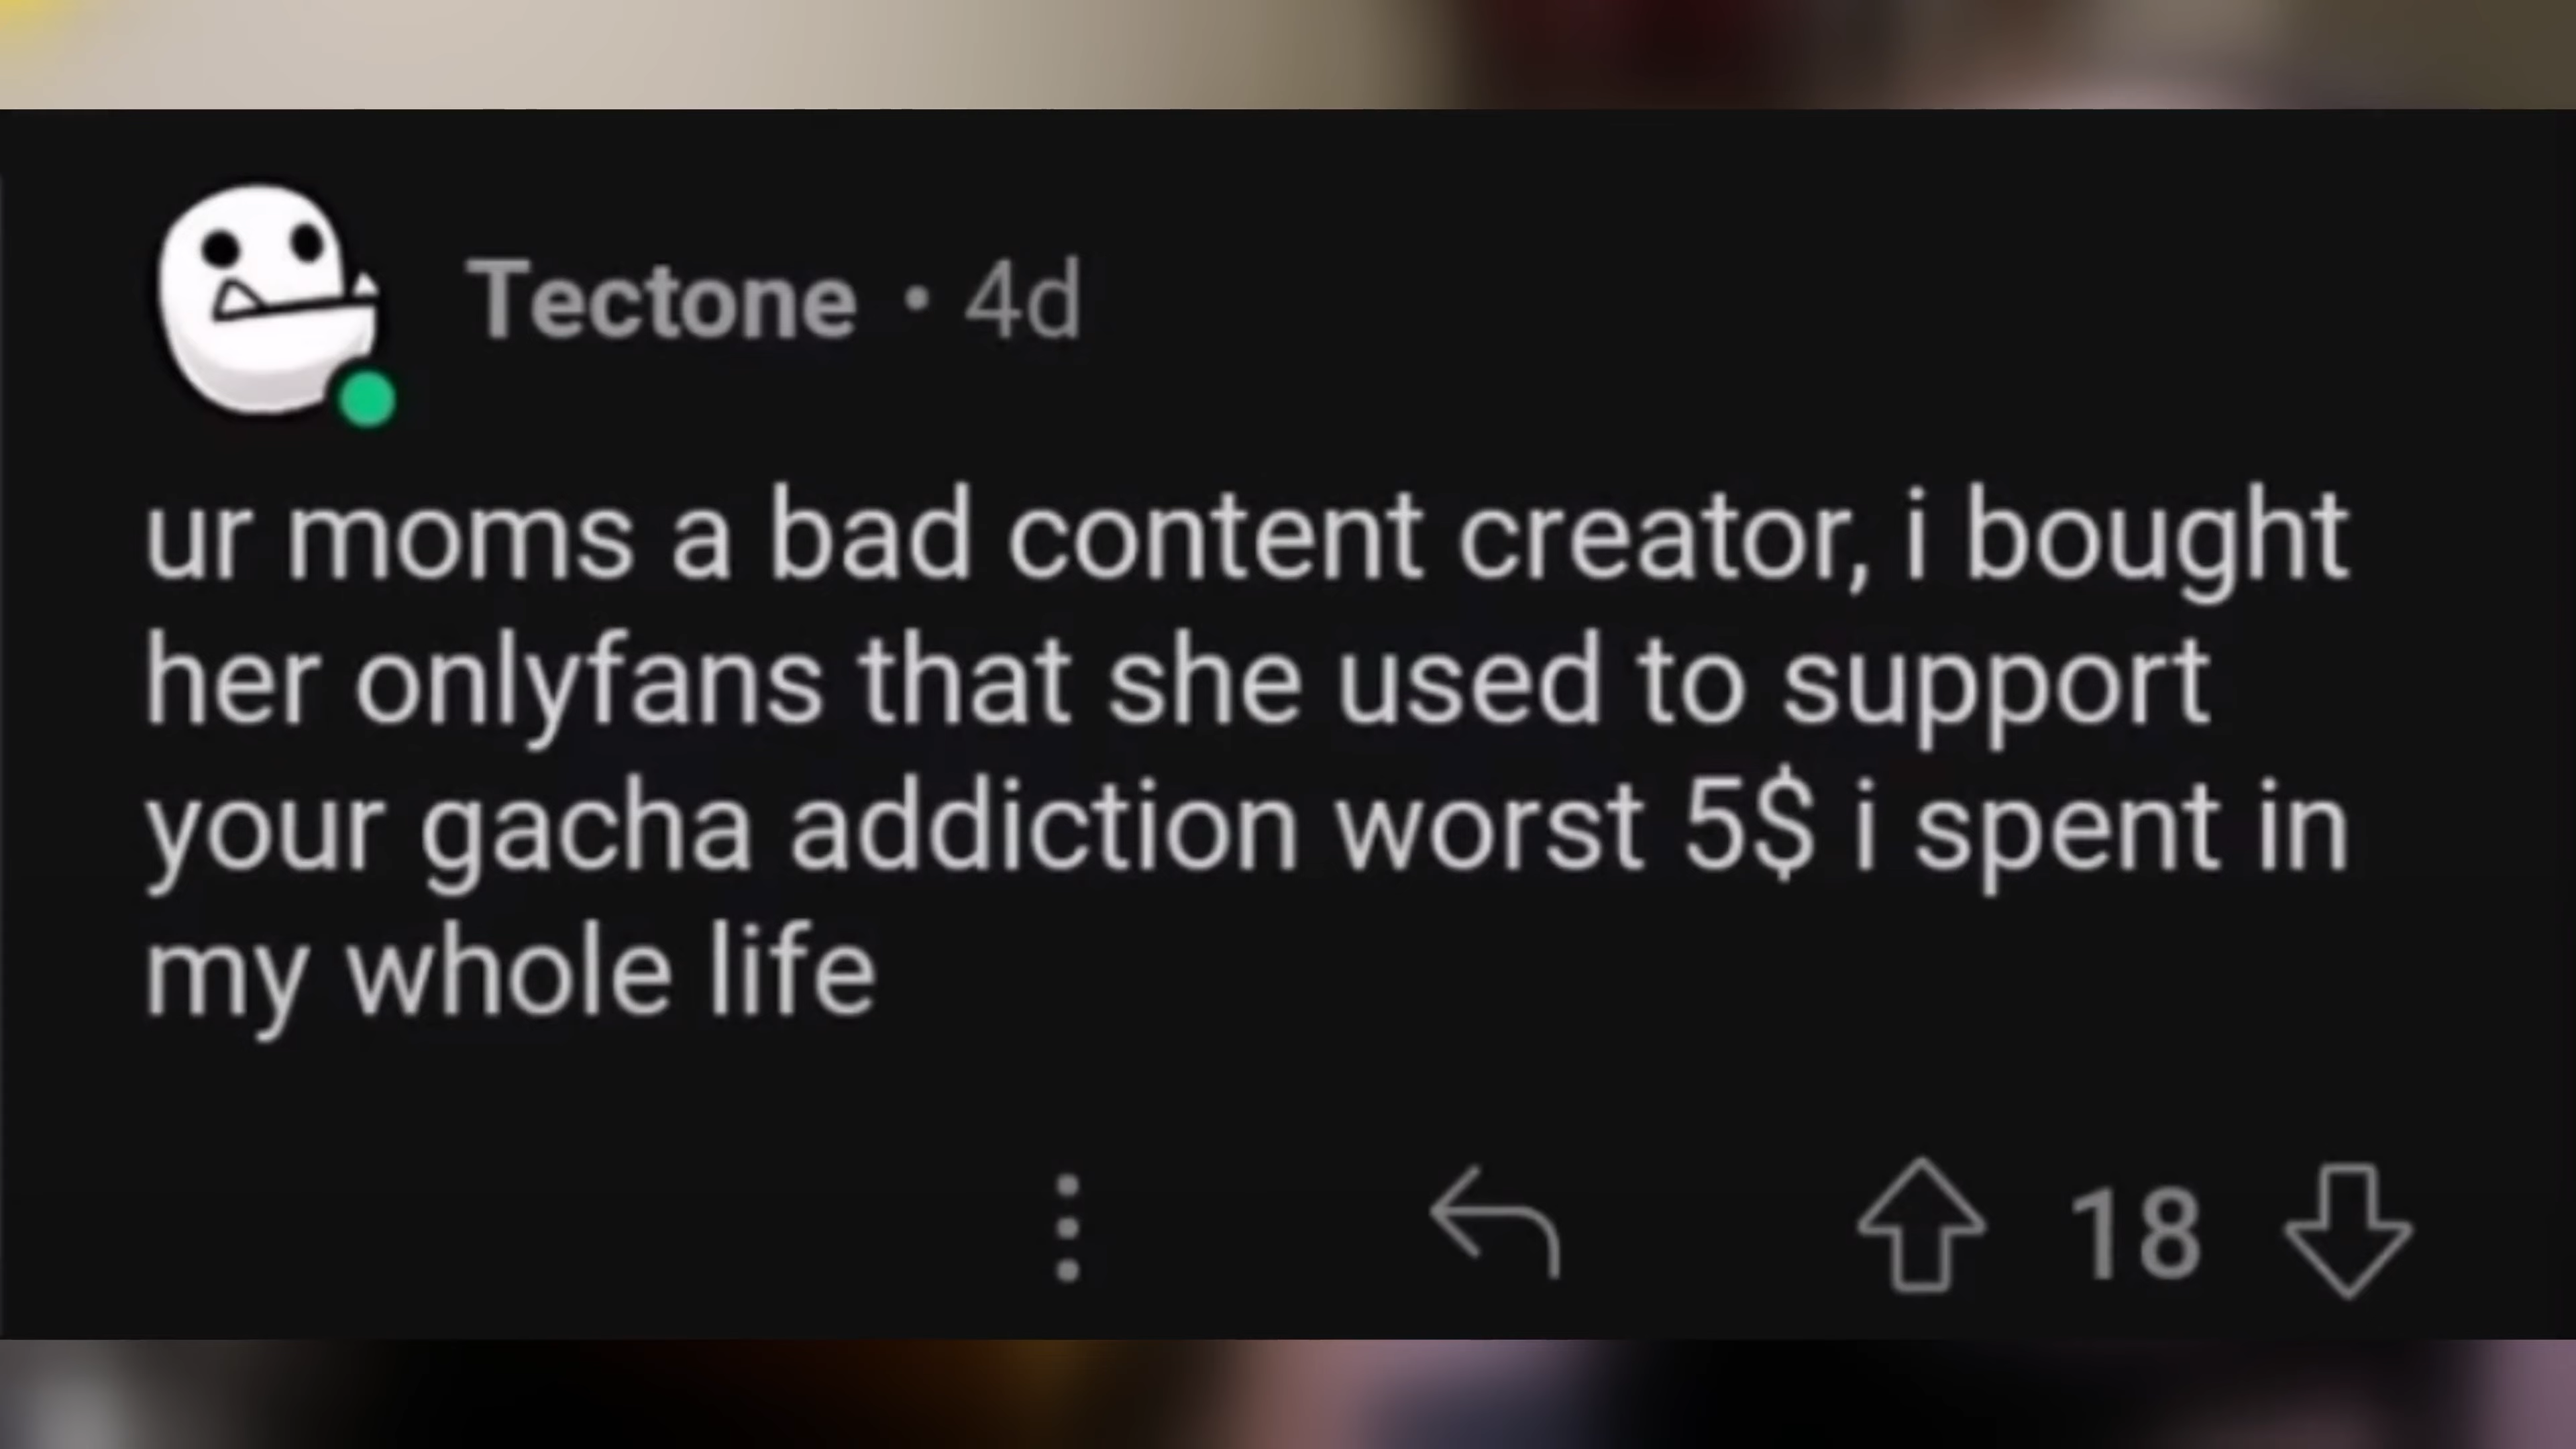 Tectone • 4d
ur moms a bad content creator, i bought
her onlyfans that she used to support
your gacha addiction worst 5$ i spent in
my whole life
18